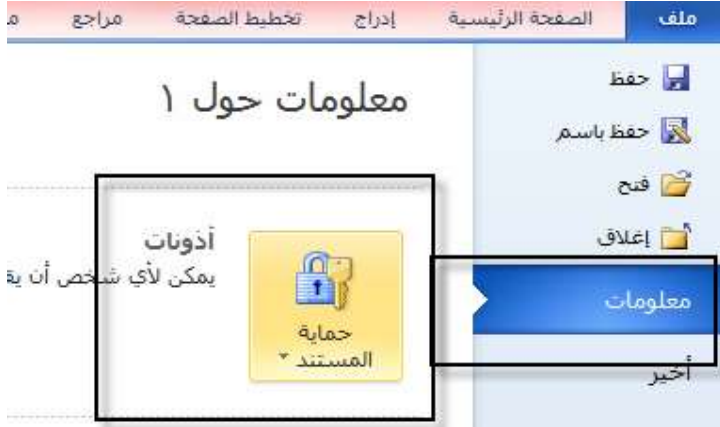 ملف الصفحة الرئيسية إدراج تخطيط الصفحة مراجع
حفظ
حفظ باسم
فتح
إغلاق
معلومات
أخير
معلومات حول ١
حماية
المستند
أذونات
يمكن لأي شخص أن